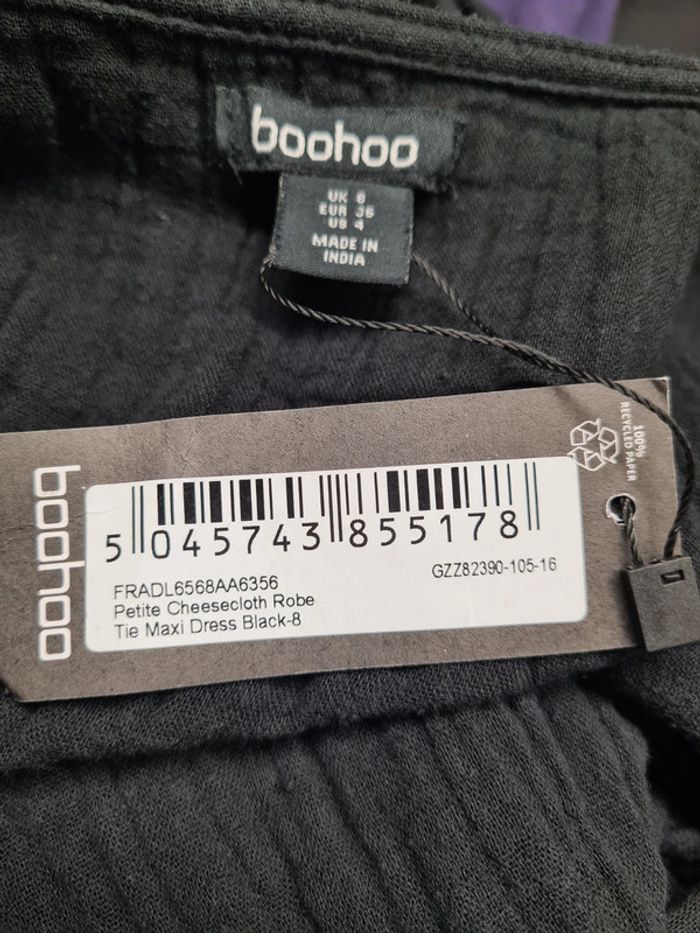 boohoo
UK 8
EUR 36
US 4
MADE IN
INDIA
100%
RECYCLED PAPER
boohoo
5 045743 855178
FRADL6568AA6356
GZZ82390-105-16
Petite Cheesecloth Robe
Tie Maxi Dress Black-8